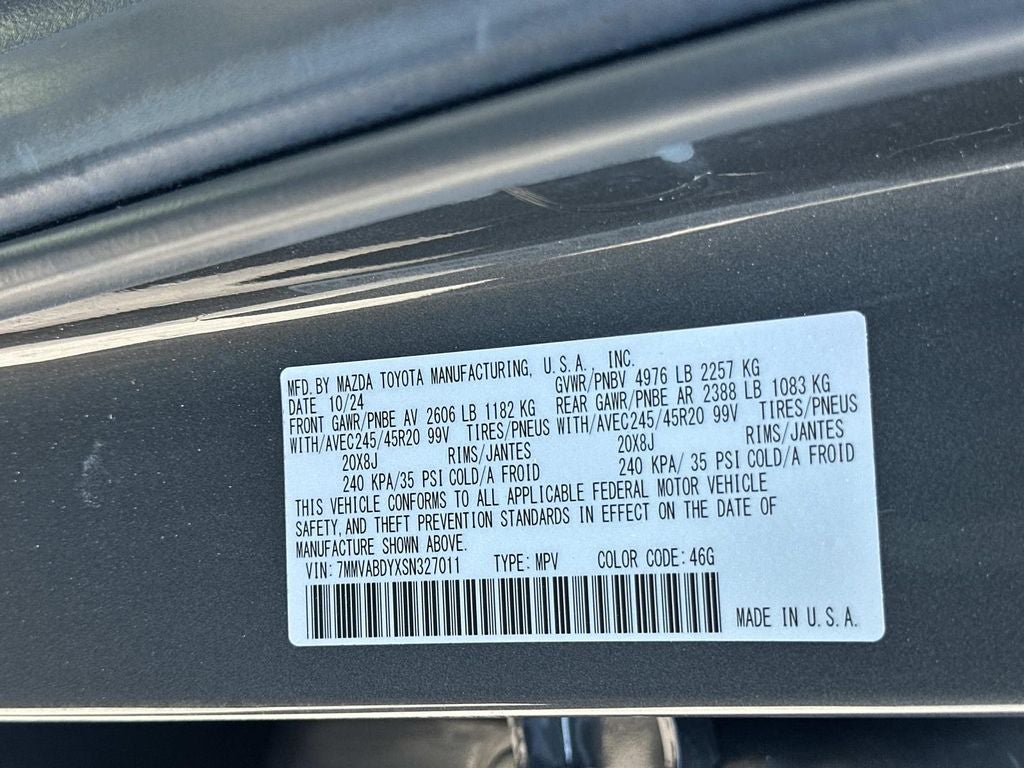 MFD. BY MAZDA TOYOTA MANUFACTURING, U.S.A. INC.
DATE 10/24 GVWR/PNBV 4976 LB 2257 KG
FRONT GAWR/PNBE AV 2606 LB 1182 KG REAR GAWR/PNBE AR 2388 LB 1083 KG
WITH/AVEC245/45R20 99V TIRES/PNEUS WITH/AVEC245/45R20 99V TIRES/PNEUS
20X8J RIMS/JANTES 20X8J RIMS/JANTES
240 KPA/35 PSI COLD/A FROID 240 KPA/ 35 PSI COLD/A FROID
THIS VEHICLE CONFORMS TO ALL APPLICABLE FEDERAL MOTOR VEHICLE
SAFETY, AND THEFT PREVENTION STANDARDS IN EFFECT ON THE DATE OF
MANUFACTURE SHOWN ABOVE.
VIN: 7MMVABDYXSN327011 TYPE: MPV COLOR CODE: 46G
MADE IN U.S.A.